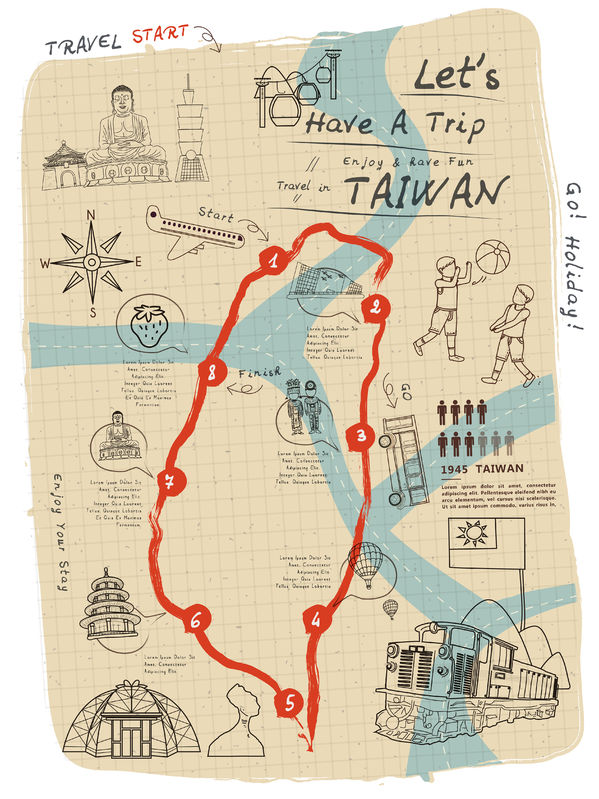 TRAVEL START
Let's
Have A Trip
Enjoy & have Fun
Travel in TAIWAN
Go! Holiday!
Start
N
W E
S
1
2
Lorem Ipsum Dolor Sit
Amet, Consectetur
Adipiscing Elit.
Integer Quis Laoreet
Tellus, Quisque Lobortis
Lorem Ipsum Dolor Sit
Amet, Consectetur
Adipiscing Elit.
Integer Quis Laoreet
Tellus, Quisque Lobortis
Eu Quis Ex Maximus
Fermentum.
8
Finish
GO
1945 TAIWAN
Lorem ipsum dolor sit amet, consectetur
adipiscing elit. Pellentesque eleifend nibh eu
arcu elementum, vel cursus nisi scelerisque.
Ut sit amet ipsum commodo, varius risus in,
3
Lorem Ipsum Dolor Sit
Amet, Consectetur
Adipiscing Elit.
Integer Quis Laoreet
Tellus, Quisque Lobortis
7
Lorem Ipsum Dolor Sit
Amet, Consectetur
Adipiscing Elit.
Integer Quis Laoreet
Tellus, Quisque Lobortis
Eu Quis Ex Maximus
Fermentum.
Enjoy Your Stay
Lorem Ipsum Dolor Sit
Amet, Consectetur
Adipiscing Elit.
Integer Quis Laoreet
Tellus, Quisque Lobortis
4
6
Lorem Ipsum Dolor Sit
Amet, Consectetur
Adipiscing Elit.
5